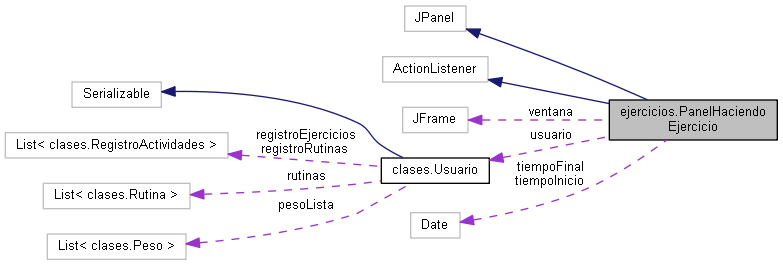 JPanel
ActionListener
ejercicios.PanelHaciendo
Ejercicio
Serializable
ventana
JFrame
usuario
registroEjercicios
registroRutinas
List< clases.RegistroActividades >
clases.Usuario
tiempoFinal
tiempoInicio
rutinas
List< clases.Rutina >
pesoLista
Date
List< clases.Peso >